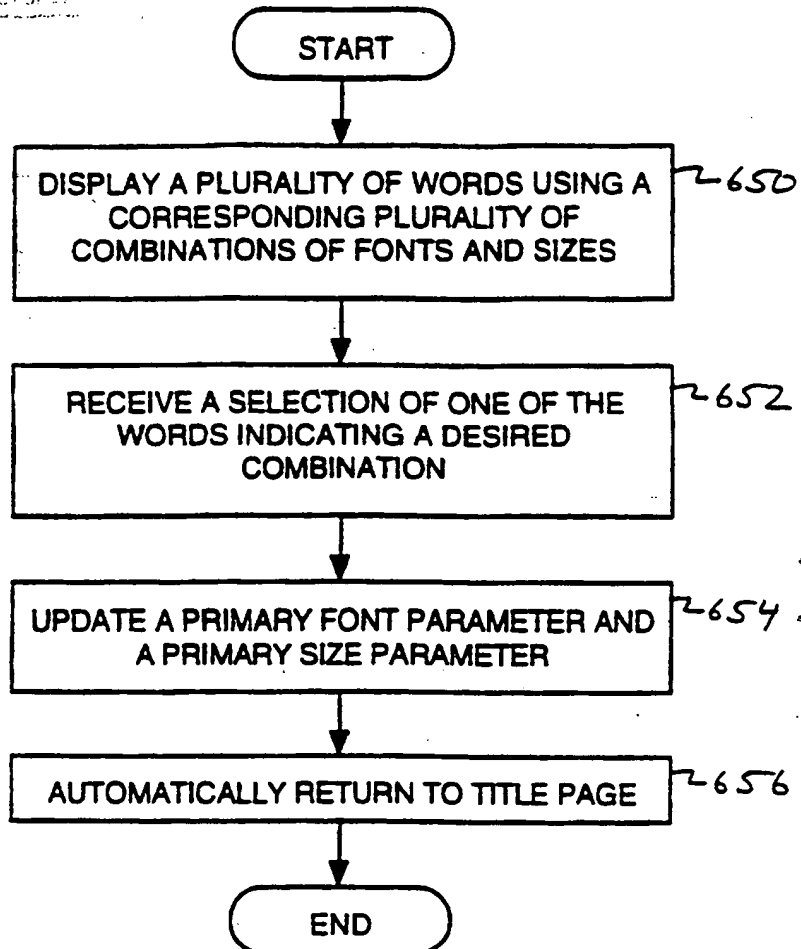 START
DISPLAY A PLURALITY OF WORDS USING A
CORRESPONDING PLURALITY OF
COMBINATIONS OF FONTS AND SIZES
650
RECEIVE A SELECTION OF ONE OF THE
WORDS INDICATING A DESIRED
COMBINATION
652
UPDATE A PRIMARY FONT PARAMETER AND
A PRIMARY SIZE PARAMETER
654
AUTOMATICALLY RETURN TO TITLE PAGE
656
END